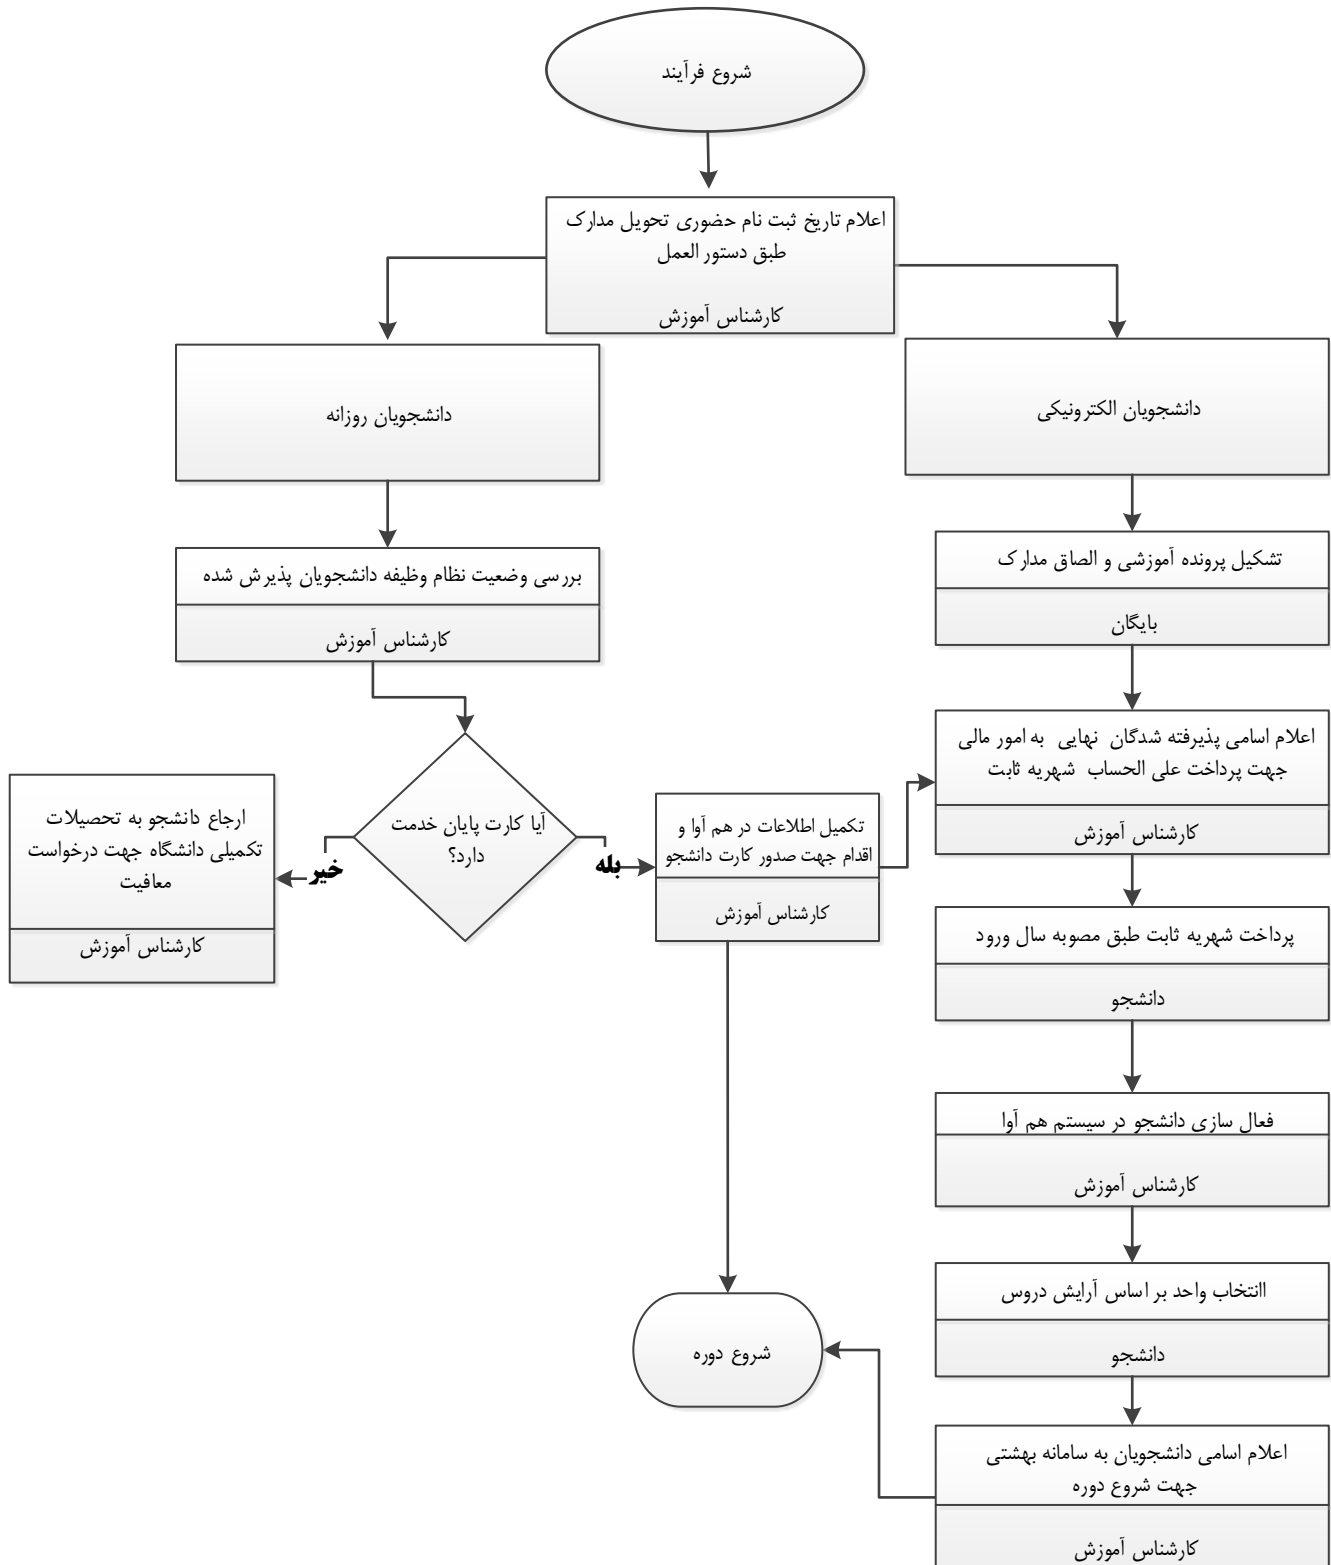 شروع فرآیند
اعلام تاریخ ثبت نام حضوری تحویل مدارک
طبق دستور العمل
کارشناس آموزش
دانشجویان الکترونیکی
دانشجویان روزانه
تشکیل پرونده آموزشی و الصاق مدارک
بایگان
بررسی وضعیت نظام وظیفه دانشجویان پذیرش شده
کارشناس آموزش
اعلام اسامی پذیرفته شدگان نهایی به امور مالی
جهت پرداخت علی الحساب شهریه ثابت
کارشناس آموزش
آیا کارت پایان خدمت
دارد؟
بله
خیر
تکمیل اطلاعات در هم آوا و
اقدام جهت صدور کارت دانشجو
کارشناس آموزش
ارجاع دانشجو به تحصیلات
تکمیلی دانشگاه جهت درخواست
معافیت
کارشناس آموزش
پرداخت شهریه ثابت طبق مصوبه سال ورود
دانشجو
فعال سازی دانشجو در سیستم هم آوا
کارشناس آموزش
اانتخاب واحد بر اساس آرایش دروس
دانشجو
شروع دوره
اعلام اسامی دانشجویان به سامانه بهشتی
جهت شروع دوره
کارشناس آموزش